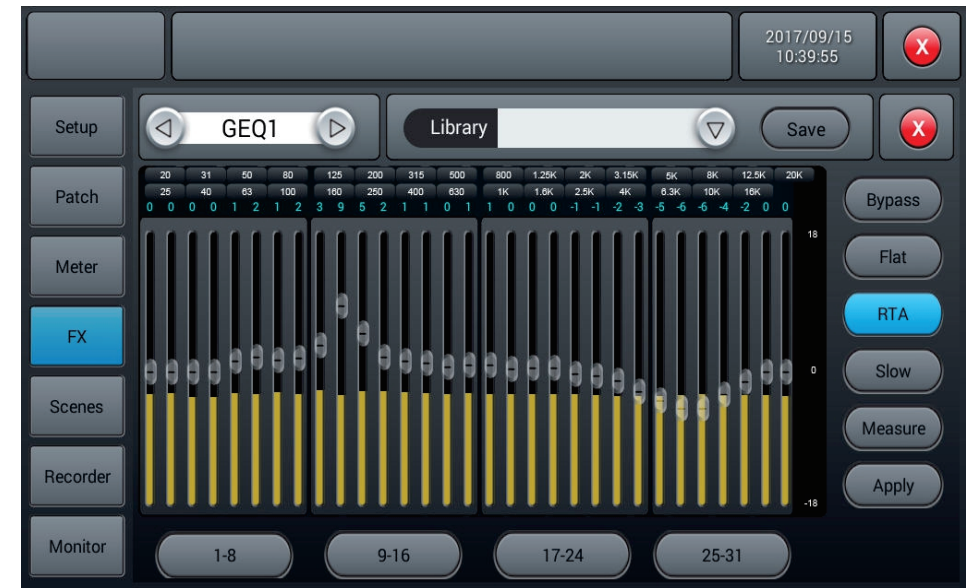 2017/09/15
10:39:55
X
Setup
GEQ1
Library
Save
X
20 31 50 80 125 200 315 500 800 1.25K 2K 3.15K 5K 8K 12.5K 20K
25 40 63 100 160 250 400 630 1K 1.6K 2.5K 4K 6.3K 10K 16K
0 0 0 0 1 2 1 2 3 9 5 2 1 1 0 1 1 0 0 0 -1 -1 -2 -3 -5 -6 -6 -4 -2 0 0
Patch
Bypass
18
Meter
Flat
FX
RTA
0
Slow
Scenes
Measure
Recorder
Apply
-18
Monitor
1-8
9-16
17-24
25-31